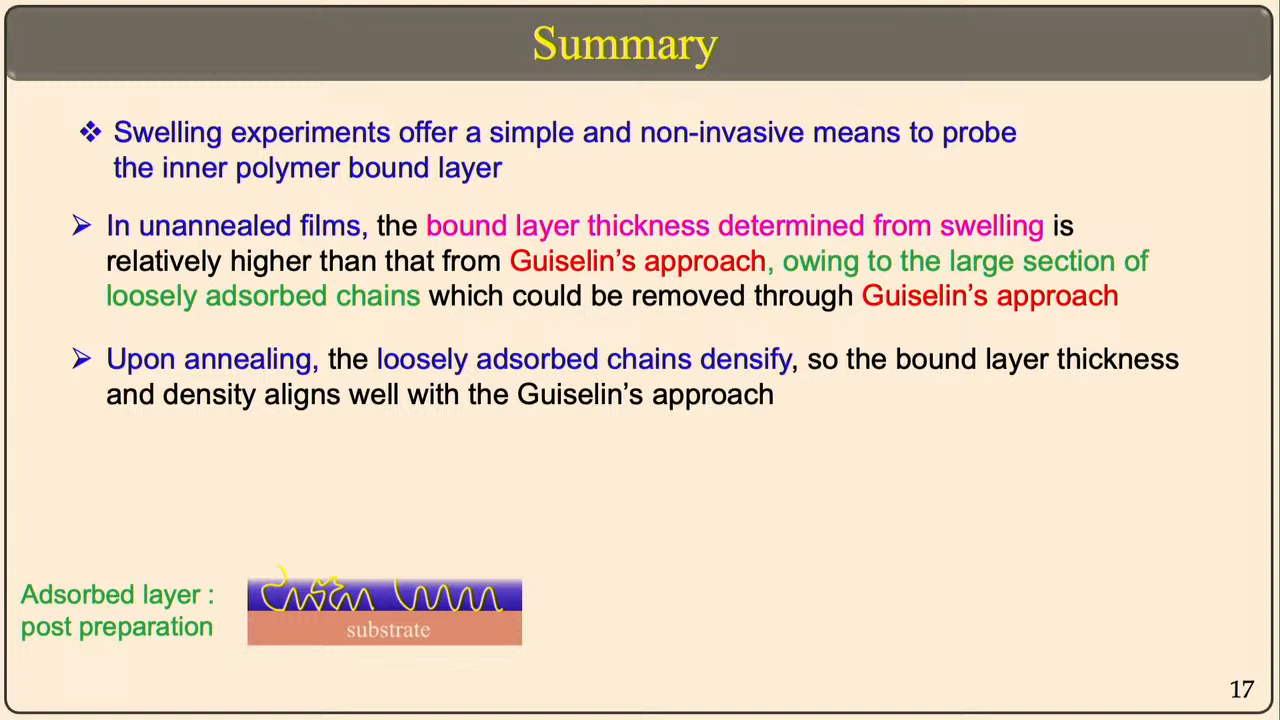 Summary
❖ Swelling experiments offer a simple and non-invasive means to probe
the inner polymer bound layer
➢ In unannealed films, the bound layer thickness determined from swelling is
relatively higher than that from Guiselin’s approach, owing to the large section of
loosely adsorbed chains which could be removed through Guiselin’s approach
➢ Upon annealing, the loosely adsorbed chains densify, so the bound layer thickness
and density aligns well with the Guiselin’s approach
Adsorbed layer :
post preparation
substrate
17